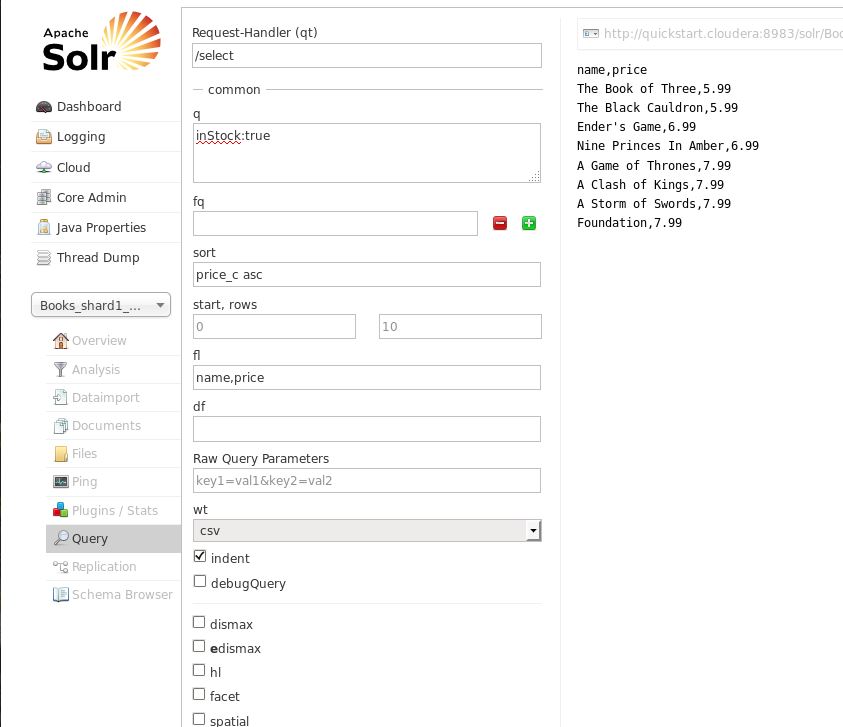 Apache
Solr
Dashboard
Logging
Cloud
Core Admin
Java Properties
Thread Dump
Books_shard1_...
Overview
Analysis
Dataimport
Documents
Files
Ping
Plugins / Stats
Query
Replication
Schema Browser
Request-Handler (qt)
/select
common
q
inStock:true
fq
sort
price_c asc
start, rows
0 10
fl
name,price
df
Raw Query Parameters
key1=val1&key2=val2
wt
csv
indent
debugQuery
dismax
edismax
hl
facet
spatial
http://quickstart.cloudera:8983/solr/Boo
name,price
The Book of Three,5.99
The Black Cauldron,5.99
Ender's Game,6.99
Nine Princes In Amber,6.99
A Game of Thrones,7.99
A Clash of Kings,7.99
A Storm of Swords,7.99
Foundation,7.99